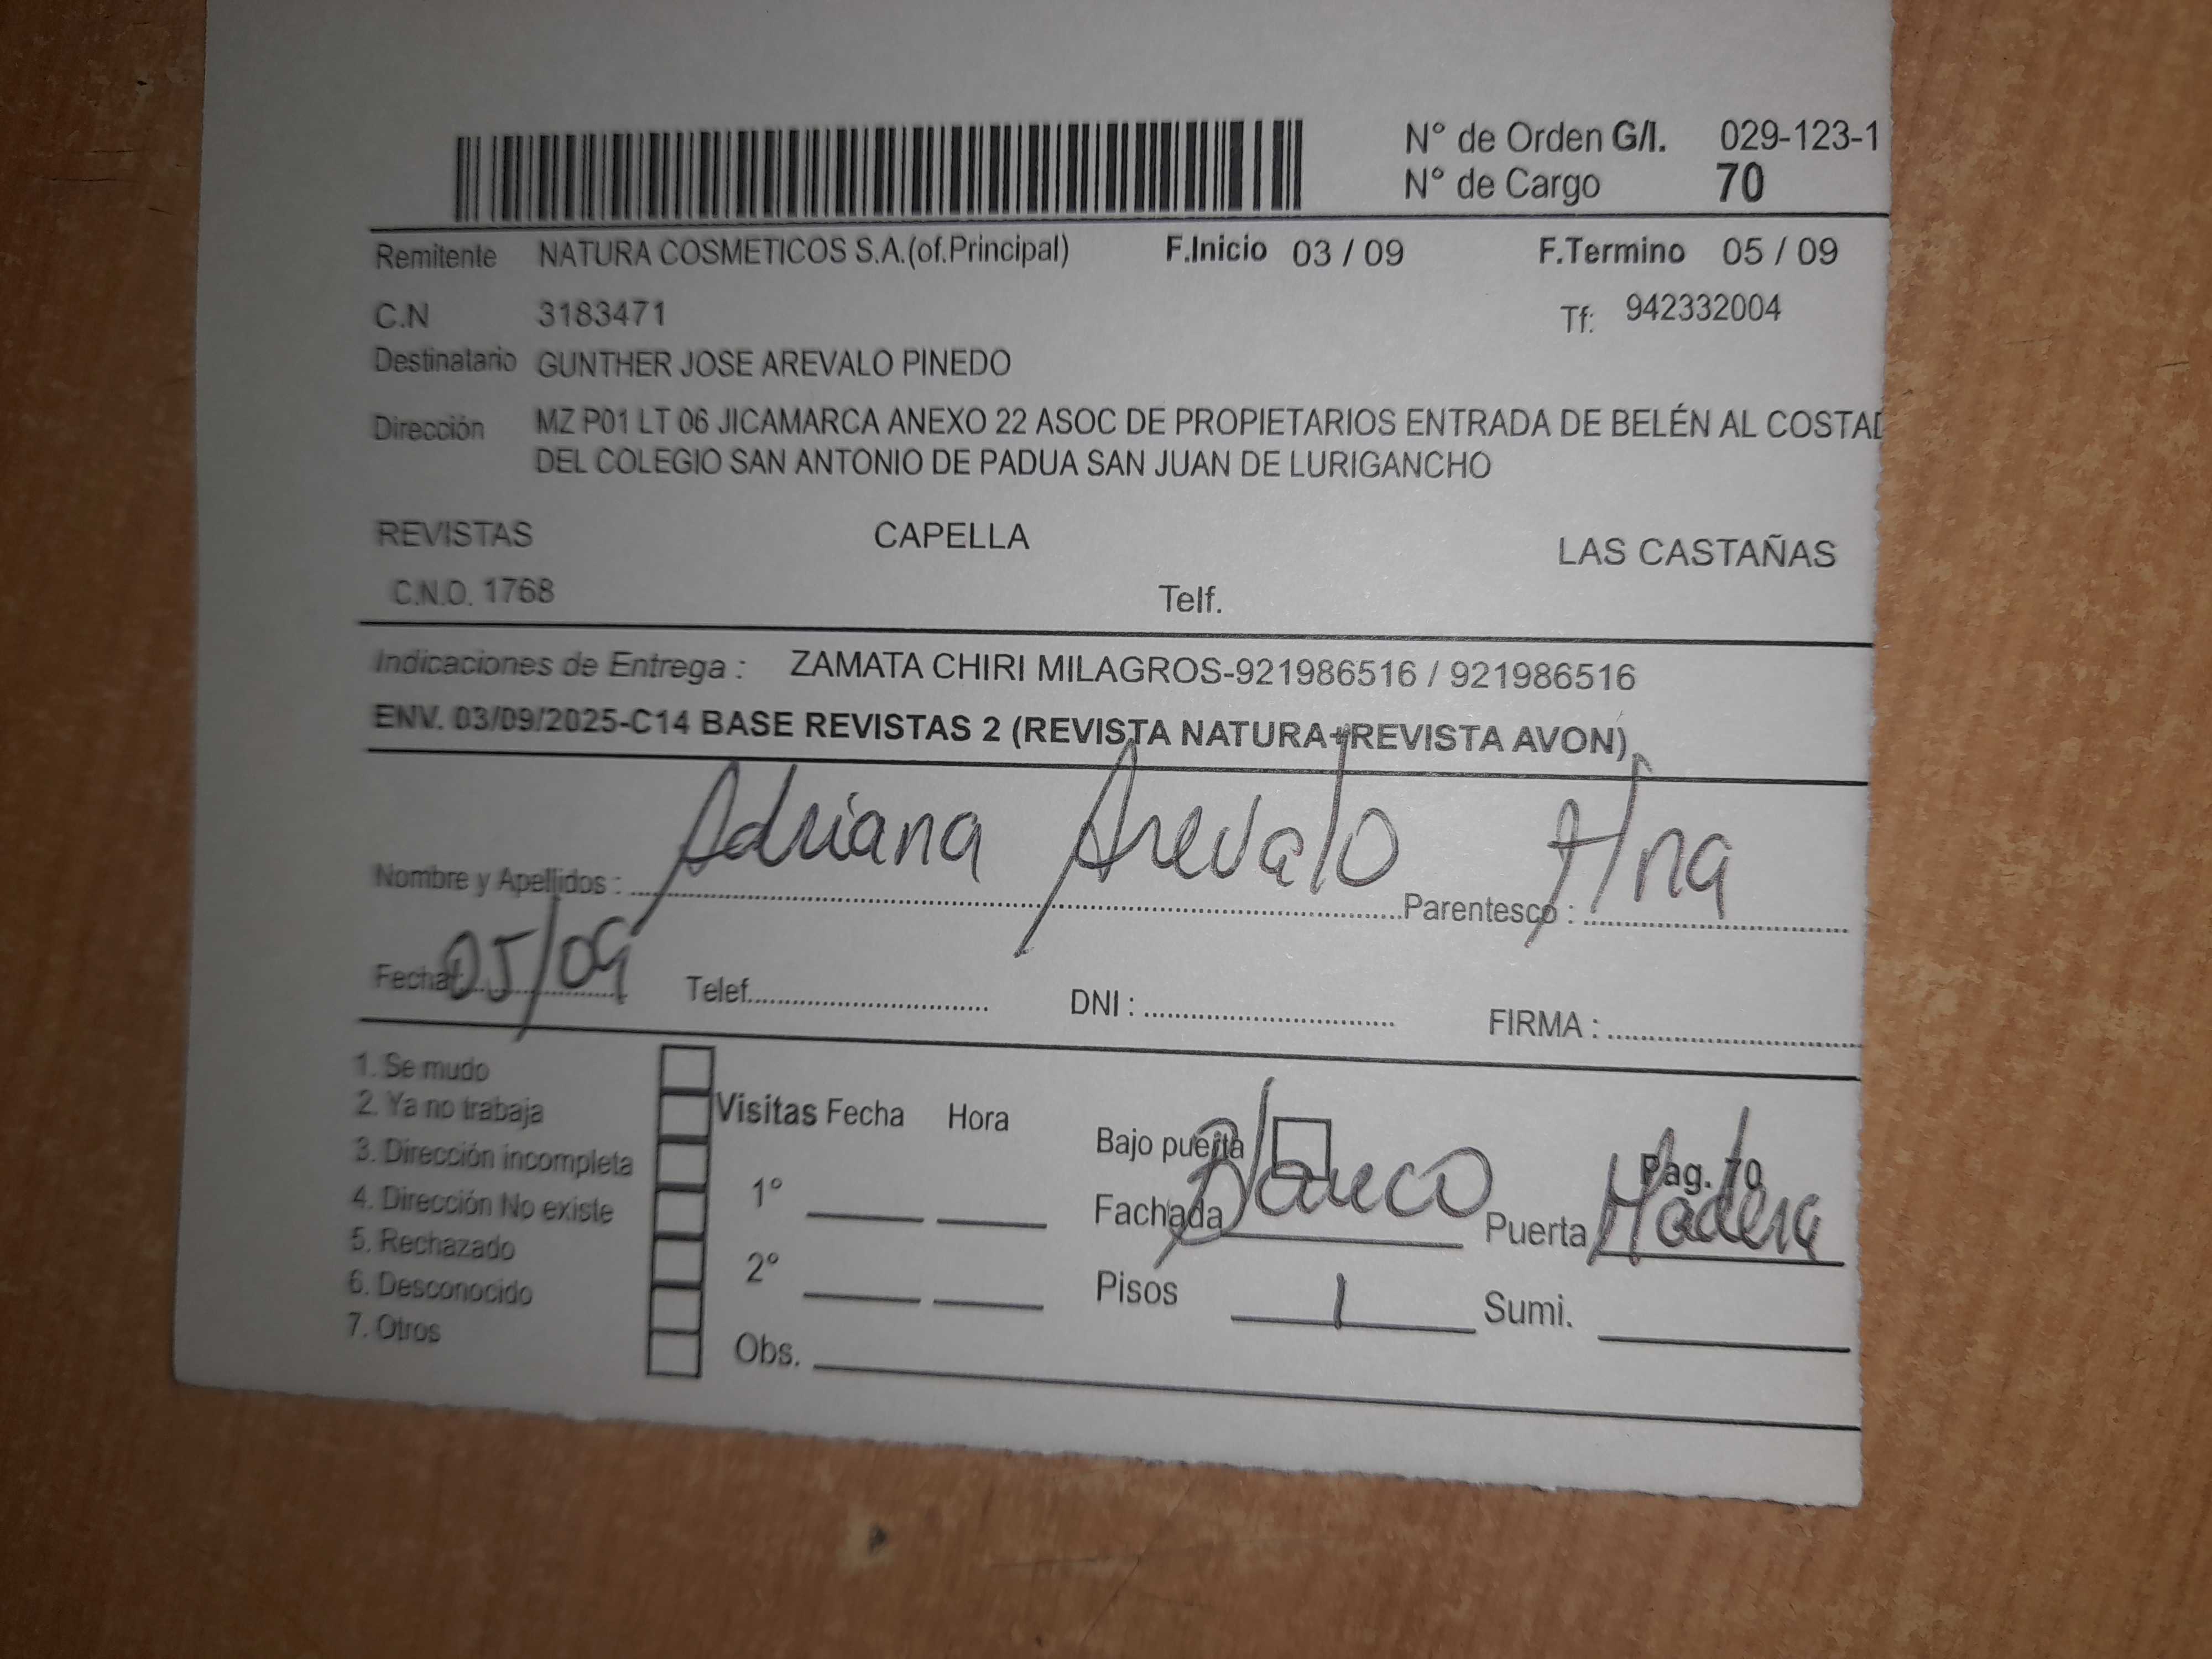 N° de Orden G/I. 029-123-1
N° de Cargo 70
Remitente NATURA COSMETICOS S.A.(of.Principal) F.Inicio 03 / 09 F.Termino 05 / 09
C.N 3183471 Tf: 942332004
Destinatario GUNTHER JOSE AREVALO PINEDO
Dirección MZ P01 LT 06 JICAMARCA ANEXO 22 ASOC DE PROPIETARIOS ENTRADA DE BELÉN AL COSTAD
DEL COLEGIO SAN ANTONIO DE PADUA SAN JUAN DE LURIGANCHO
REVISTAS CAPELLA LAS CASTAÑAS
C.N.O. 1768 Telf.
Indicaciones de Entrega : ZAMATA CHIRI MILAGROS-921986516 / 921986516
ENV. 03/09/2025-C14 BASE REVISTAS 2 (REVISTA NATURA+REVISTA AVON)
Nombre y Apellidos : Adriana Arevalo Parentesco : Hna
Fecha: 05/09 Telef. DNI : FIRMA :
1. Se mudo
2. Ya no trabaja Visitas Fecha Hora
3. Dirección incompleta Bajo puerta Pag. 70
4. Dirección No existe 1° Fachada Blanco Puerta Madera
5. Rechazado
6. Desconocido 2° Pisos 1 Sumi.
7. Otros
Obs.